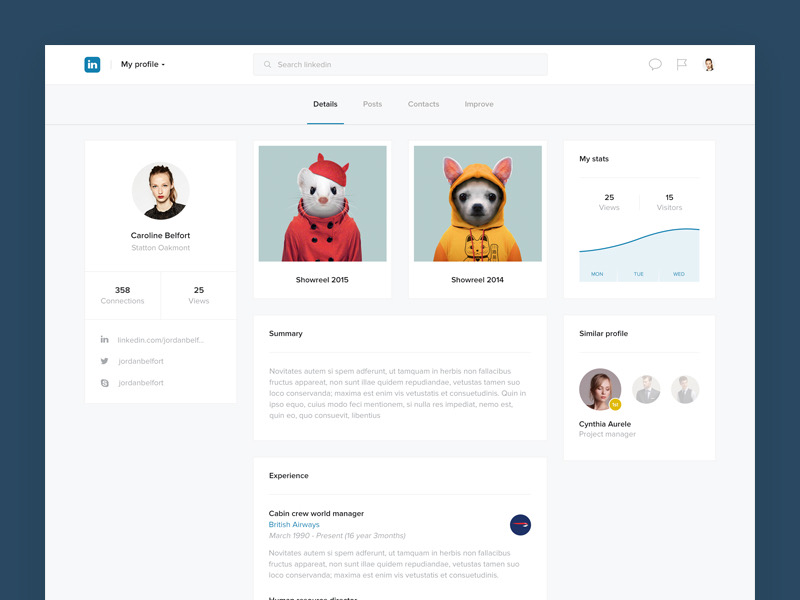 in
My profile
Search linkedin
Details
Posts
Contacts
Improve
Caroline Belfort
Statton Oakmont
358
Connections
25
Views
in
linkedin.com/jordanbelf...
jordanbelfort
jordanbelfort
Showreel 2015
Showreel 2014
My stats
25
Views
15
Visitors
MON
TUE
WED
Summary
Novitates autem si spem adferunt, ut tamquam in herbis non fallacibus
fructus appareat, non sunt illae quidem repudiandae, vetustas tamen suo
loco conservanda; maxima est enim vis vetustatis et consuetudinis. Quin in
ipso equo, cuius modo feci mentionem, si nulla res impediat, nemo est,
quin eo, quo consuevit, libentius
Similar profile
Cynthia Aurele
Project manager
Experience
Cabin crew world manager
British Airways
March 1990 - Present (16 year 3months)
Novitates autem si spem adferunt, ut tamquam in herbis non fallacibus
fructus appareat, non sunt illae quidem repudiandae, vetustas tamen suo
loco conservanda; maxima est enim vis vetustatis et consuetudinis.
Human resource director